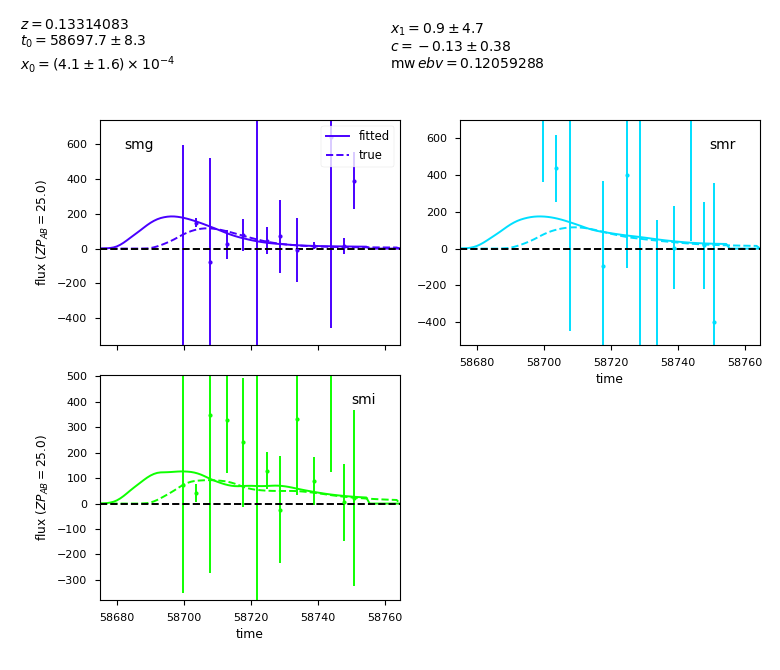 z = 0.13314083
t₀ = 58697.7 ± 8.3
x₀ = (4.1 ± 1.6) × 10⁻⁴
x₁ = 0.9 ± 4.7
c = −0.13 ± 0.38
mw ebv = 0.12059288
smg
fitted
true
600
400
200
0
−200
−400
flux (ZP_AB = 25.0)
smr
600
400
200
0
−200
−400
58680 58700 58720 58740 58760
time
smi
500
400
300
200
100
0
−100
−200
−300
flux (ZP_AB = 25.0)
58680 58700 58720 58740 58760
time